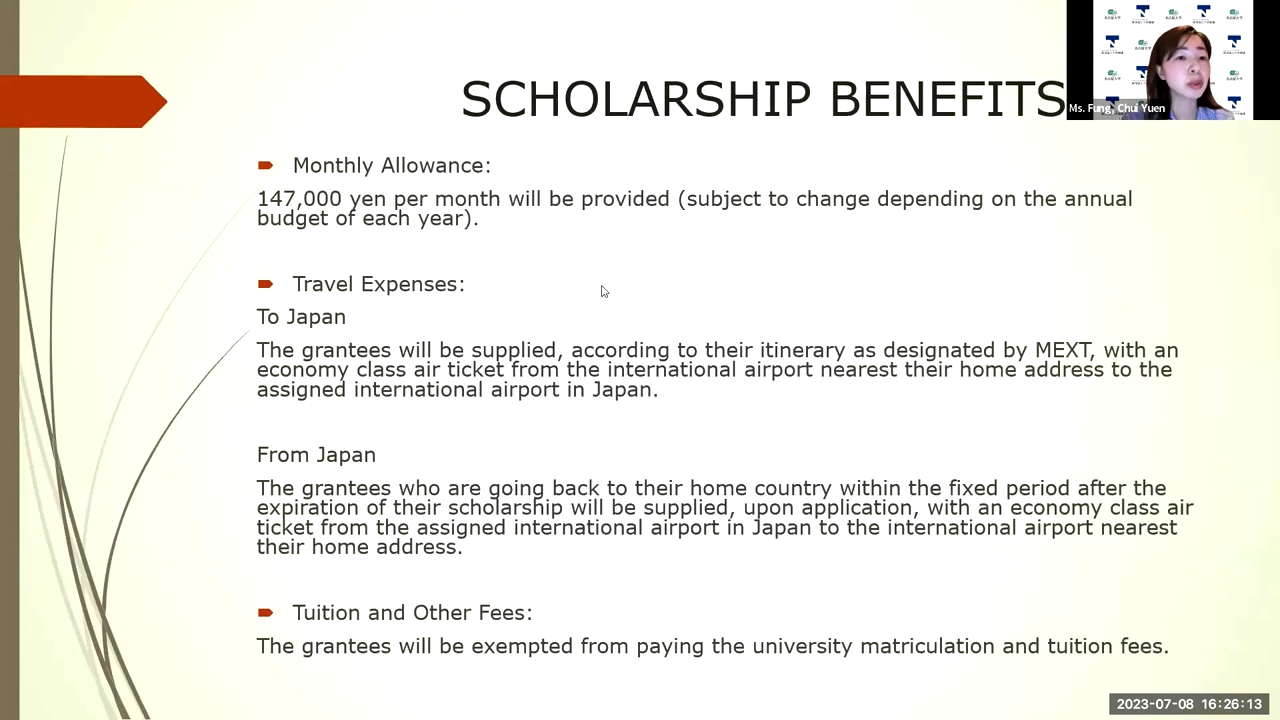 SCHOLARSHIP BENEFITS
Ms. Fung, Chui Yuen
Monthly Allowance:
147,000 yen per month will be provided (subject to change depending on the annual
budget of each year).
Travel Expenses:
To Japan
The grantees will be supplied, according to their itinerary as designated by MEXT, with an
economy class air ticket from the international airport nearest their home address to the
assigned international airport in Japan.
From Japan
The grantees who are going back to their home country within the fixed period after the
expiration of their scholarship will be supplied, upon application, with an economy class air
ticket from the assigned international airport in Japan to the international airport nearest
their home address.
Tuition and Other Fees:
The grantees will be exempted from paying the university matriculation and tuition fees.
2023-07-08 16:26:13